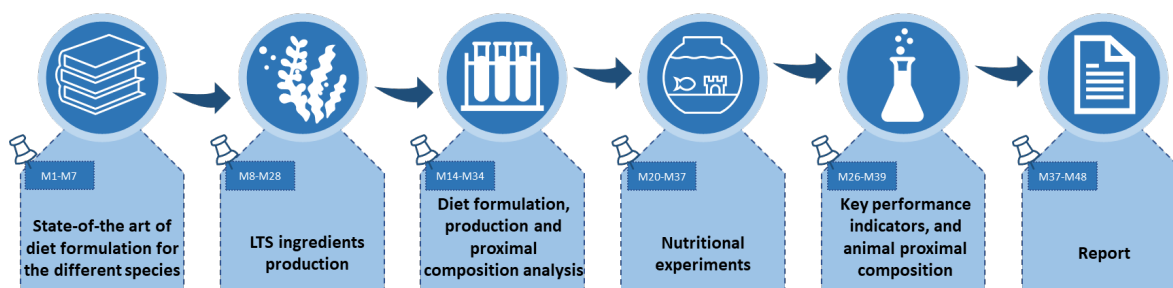 M1-M7
State-of-the art of
diet formulation for
the different species
M8-M28
LTS ingredients
production
M14-M34
Diet formulation,
production and
proximal
composition analysis
M20-M37
Nutritional
experiments
M26-M39
Key performance
indicators, and
animal proximal
composition
M37-M48
Report